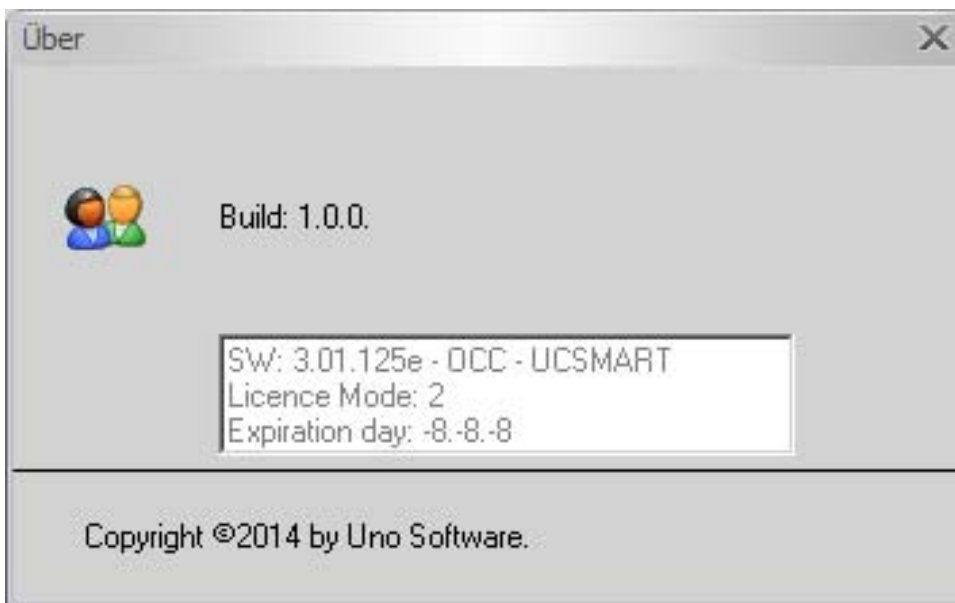 Über
Build: 1.0.0.
SW: 3.01.125e - OCC - UCSMART
Licence Mode: 2
Expiration day: -8.-8.-8
Copyright ©2014 by Uno Software.